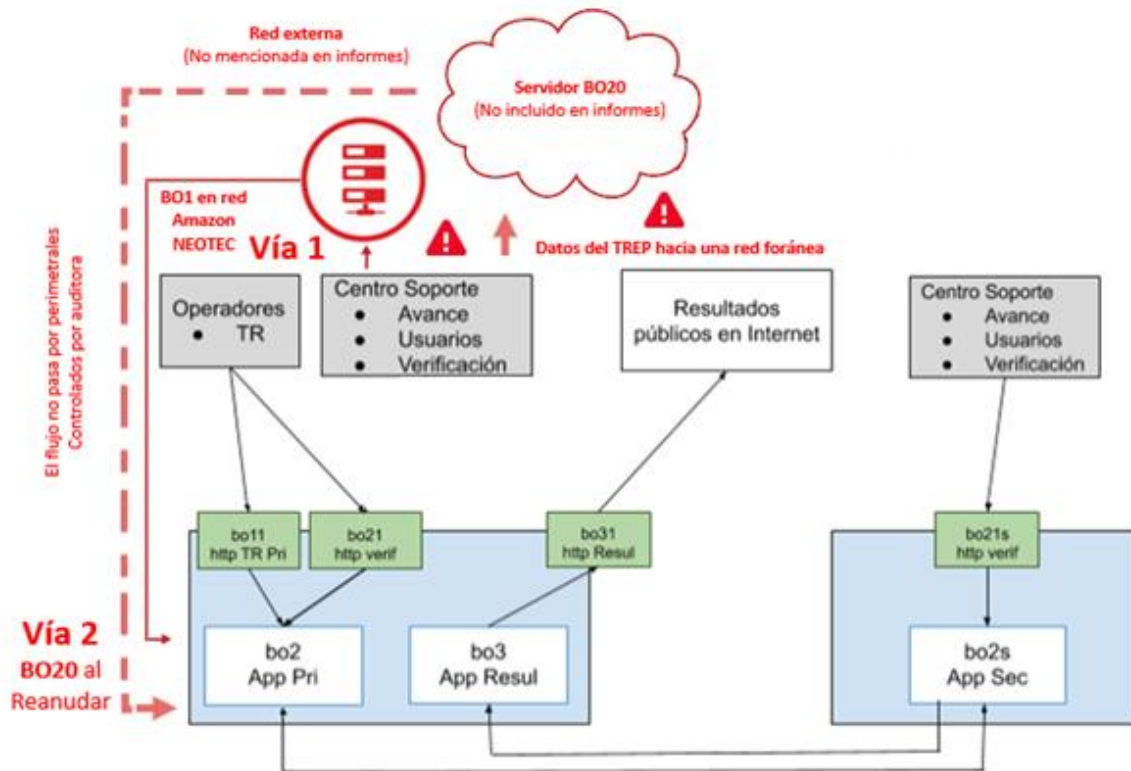 Red externa
(No mencionada en informes)
Servidor BO20
(No incluido en informes)
BO1 en red
Amazon
NEOTEC
Vía 1
Datos del TREP hacia una red foránea
El flujo no pasa por perimetrales
Controlados por auditora
Operadores
● TR
Centro Soporte
● Avance
● Usuarios
● Verificación
Resultados
públicos en Internet
Centro Soporte
● Avance
● Usuarios
● Verificación
bo11
http TR Pri
bo21
http verif
bo31
http Resul
bo21s
http verif
Vía 2
BO20 al
Reanudar
bo2
App Pri
bo3
App Resul
bo2s
App Sec